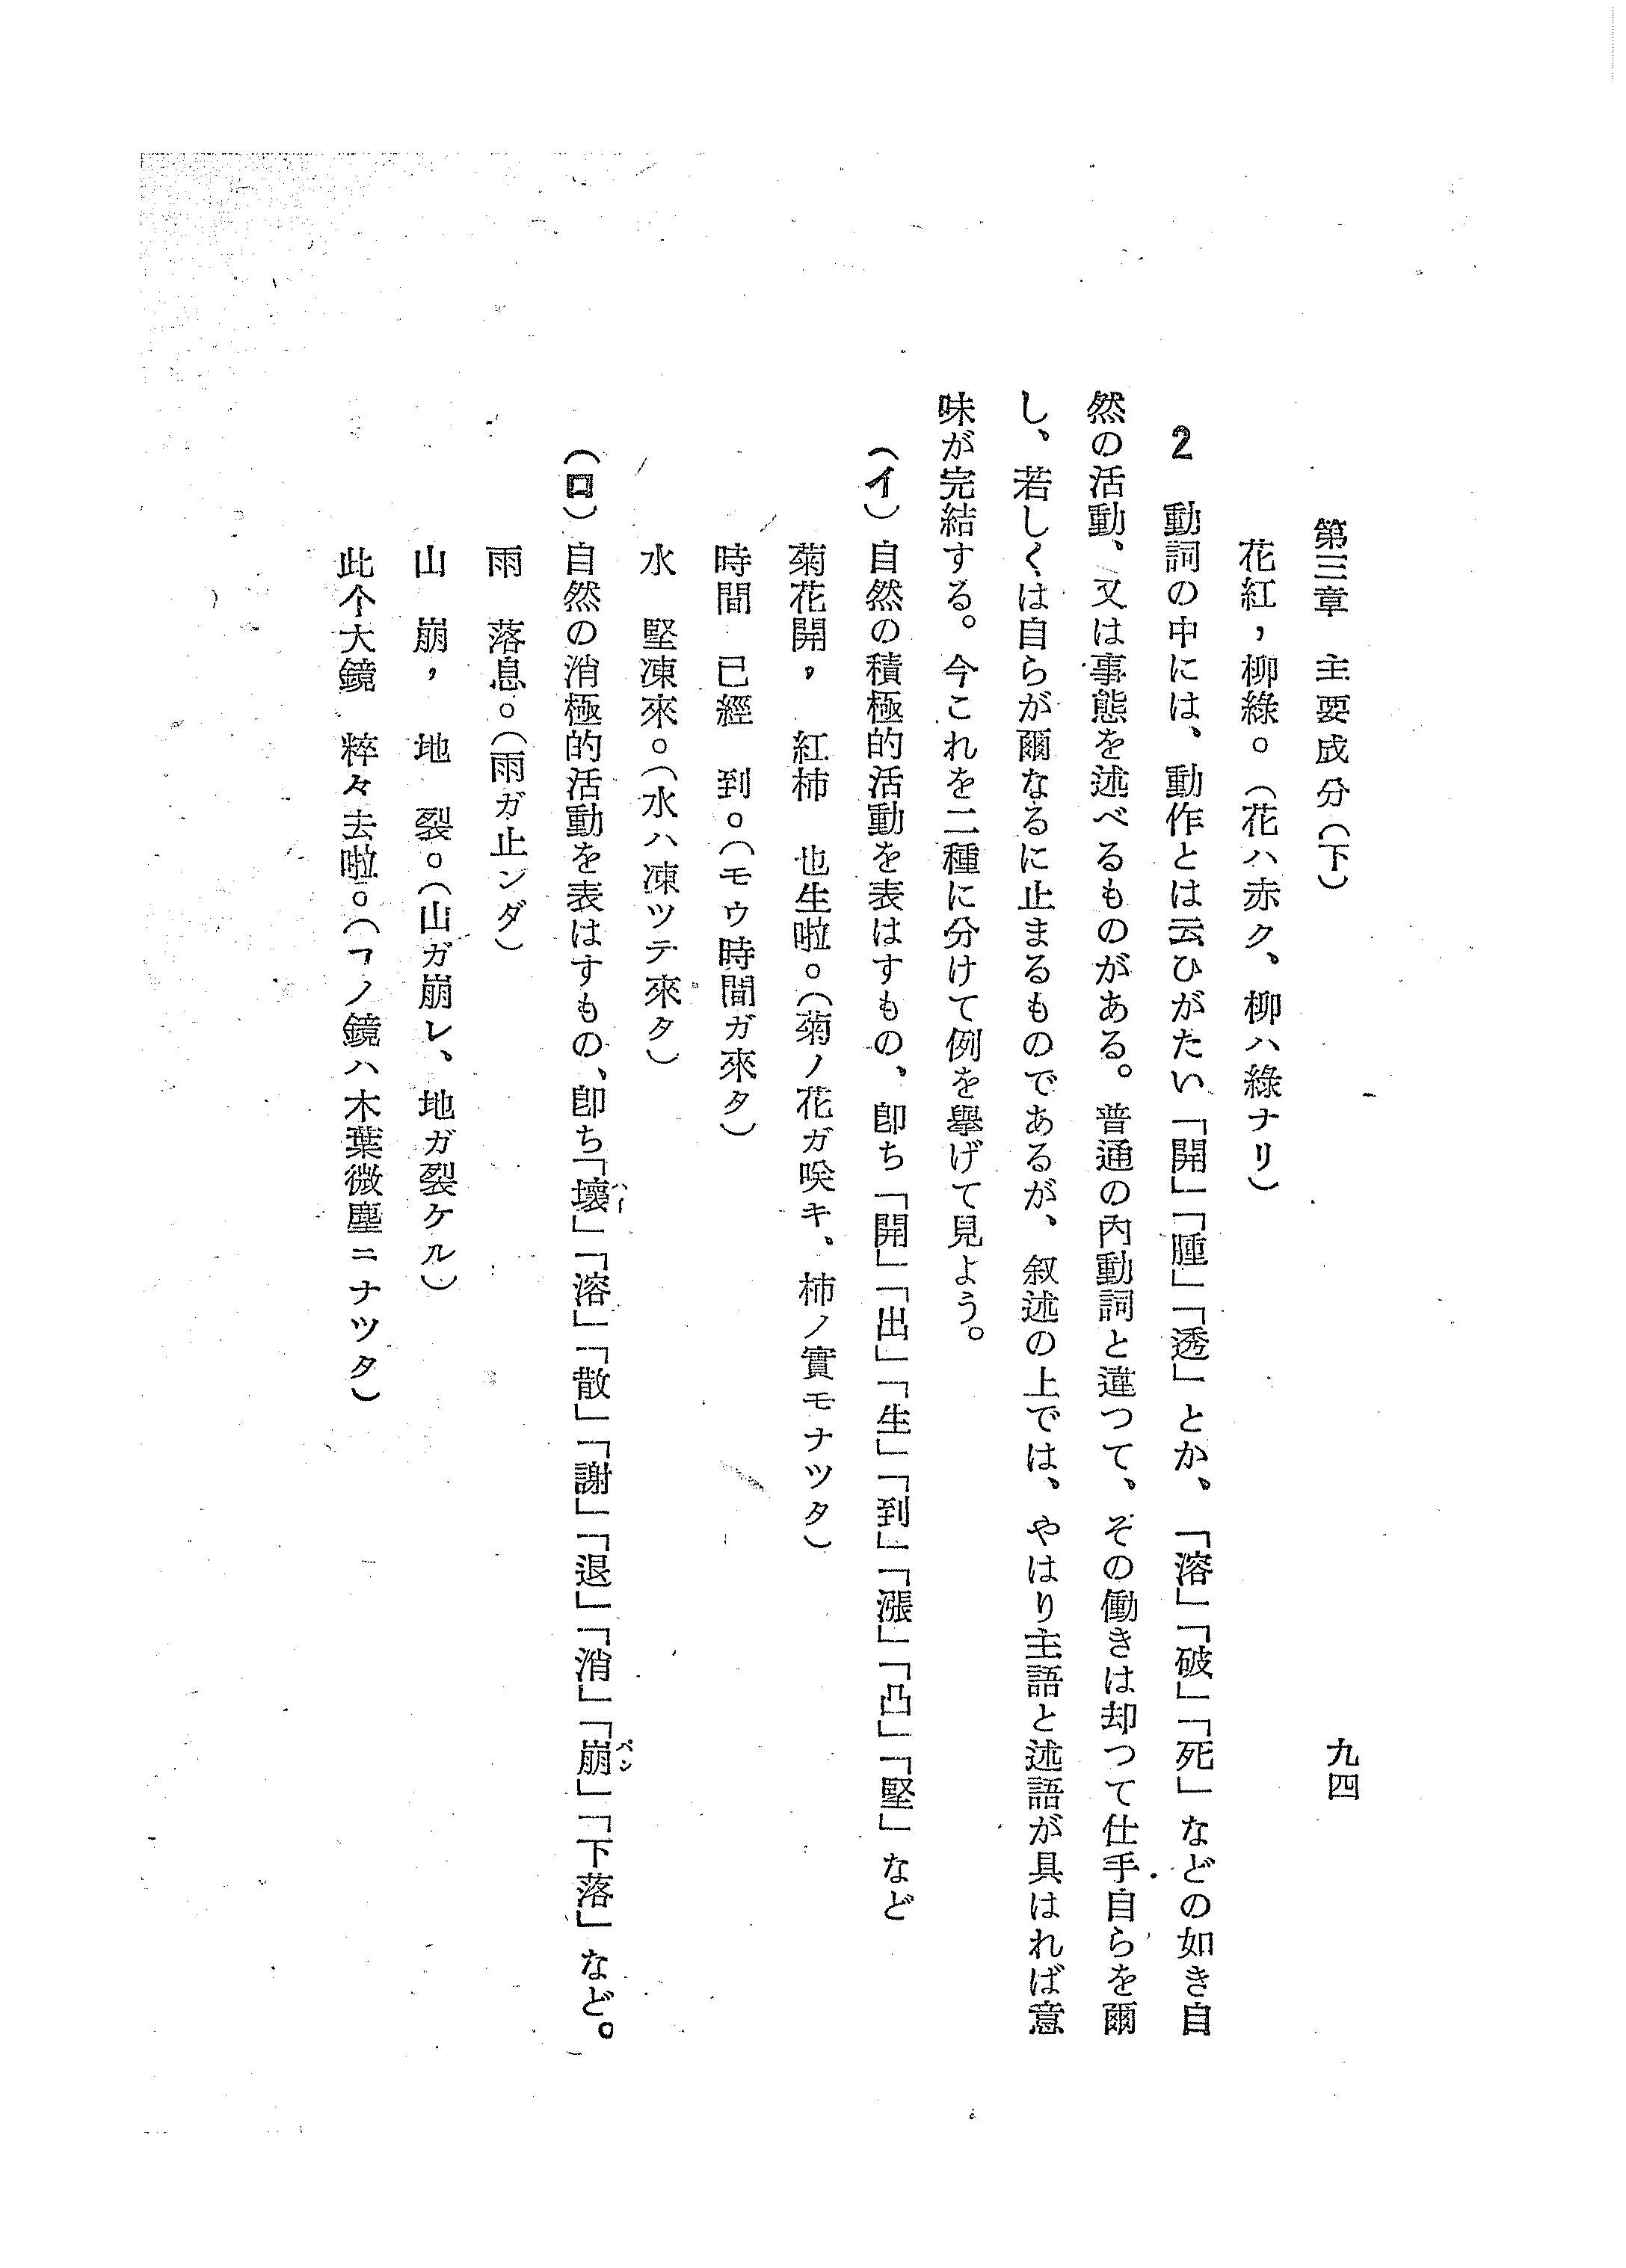 第三章　主要成分（下）
九四
花紅，柳綠。（花ハ赤ク、柳ハ綠ナリ）
2　動詞の中には、動作とは云ひがたい「開」「腫」「透」とか、「溶」「破」「死」などの如き自
然の活動、又は事態を述べるものがある。普通の內動詞と違つて、その働きは却つて仕手自らを爾
し、若しくは自らが爾なるに止まるものであるが、叙述の上では、やはり主語と述語が具はれば意
味が完結する。今これを二種に分けて例を擧げて見よう。
（イ）自然の積極的活動を表はすもの、卽ち「開」「出」「生」「到」「漲」「凸」「堅」など
菊花開，　紅柿　也生啦。（菊ノ花ガ咲キ、柿ノ實モナツタ）
時間　已經　到。（モウ時間ガ來タ）
水　堅凍來。（水ハ凍ツテ來タ）
（ロ）自然の消極的活動を表はすもの、卽ち「壞」「溶」「散」「謝」「退」「消」「崩」「下落」など。
ハー
パン
雨　落息。（雨ガ止ンダ）
山　崩，　地　裂。（山ガ崩レ、地ガ裂ケル）
此个大鏡　粹々去啦。（コノ鏡ハ木葉微塵ニナツタ）